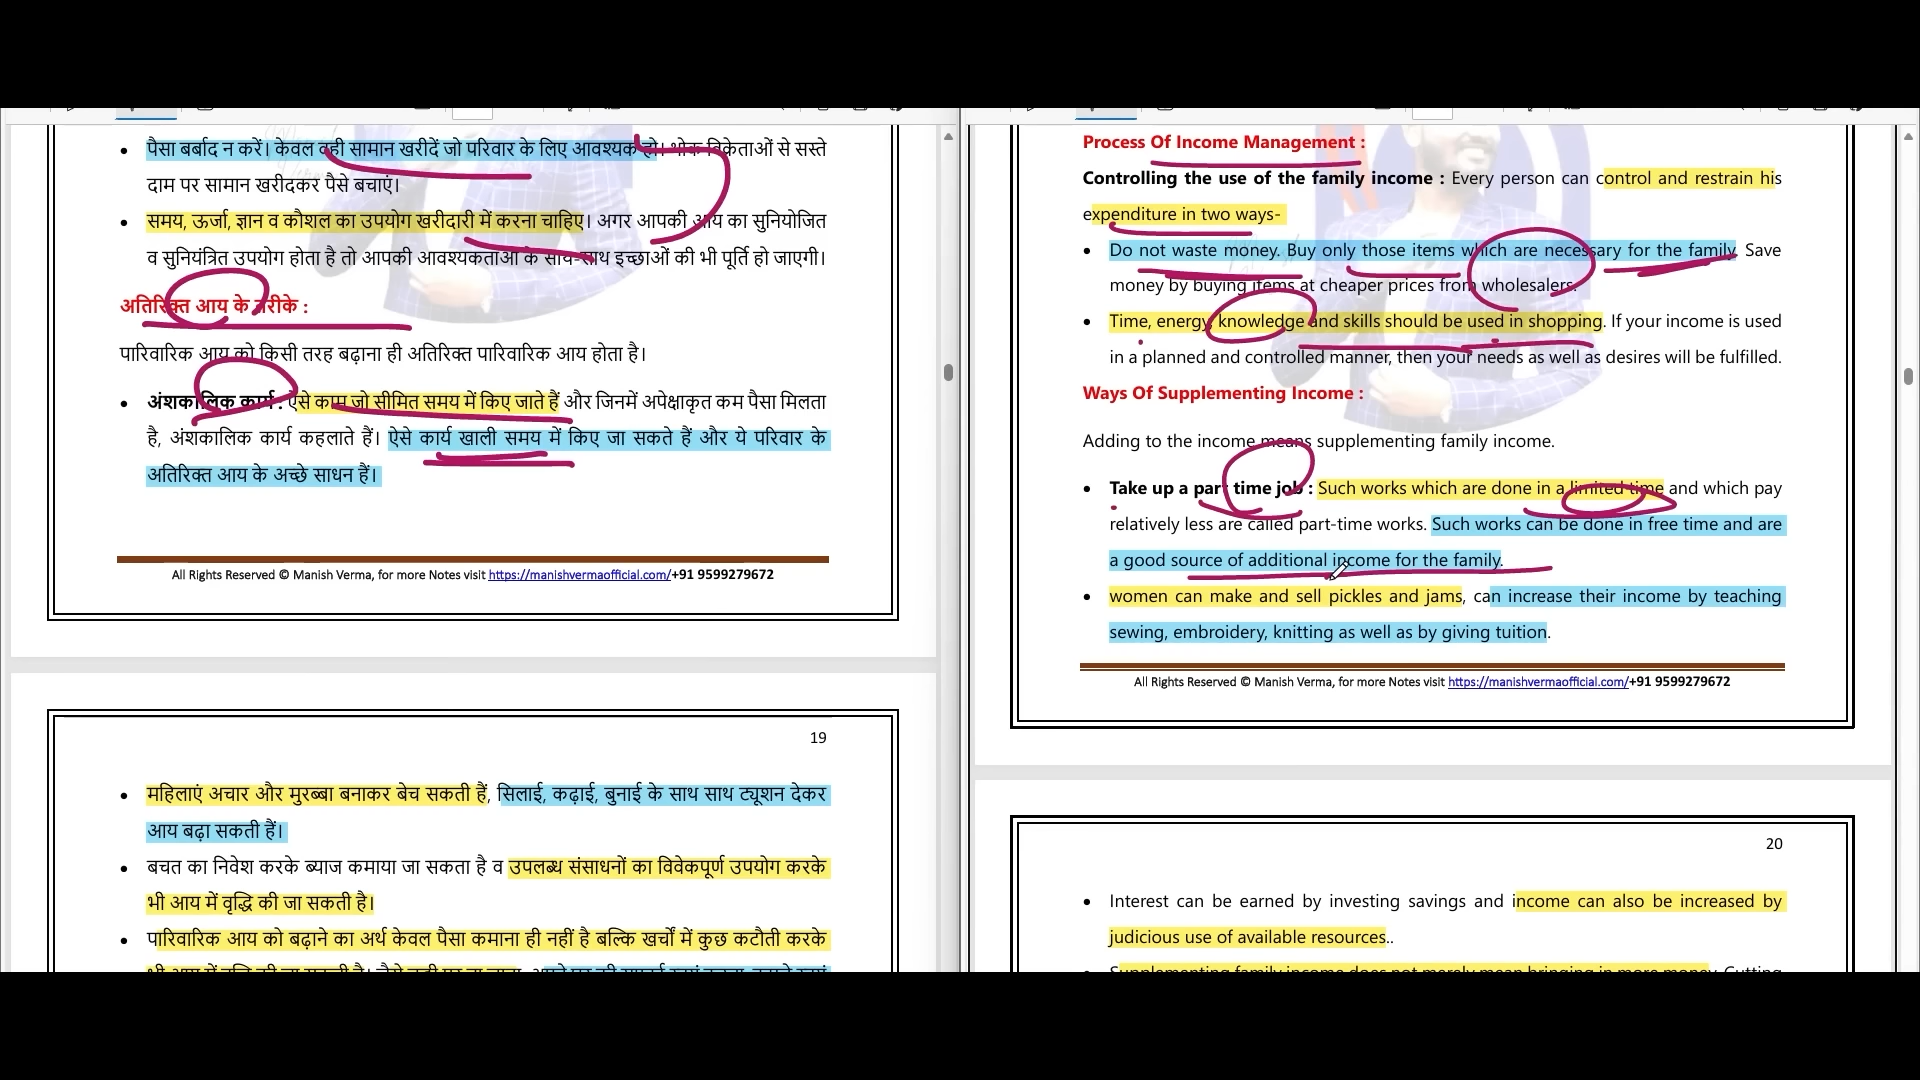 पैसा बर्बाद न करें। केवल वही सामान खरीदें जो परिवार के लिए आवश्यक हो। थोक विक्रेताओं से सस्ते
दाम पर सामान खरीदकर पैसे बचाएं।
समय, ऊर्जा, ज्ञान व कौशल का उपयोग खरीदारी में करना चाहिए। अगर आपकी आय का सुनियोजित
व सुनियंत्रित उपयोग होता है तो आपकी आवश्यकताओं के साथ-साथ इच्छाओं की भी पूर्ति हो जाएगी।
अतिरिक्त आय के तरीके :
पारिवारिक आय को किसी तरह बढ़ाना ही अतिरिक्त पारिवारिक आय होता है।
अंशकालिक कार्य : ऐसे काम जो सीमित समय में किए जाते हैं और जिनमें अपेक्षाकृत कम पैसा मिलता
है, अंशकालिक कार्य कहलाते हैं। ऐसे कार्य खाली समय में किए जा सकते हैं और ये परिवार के
अतिरिक्त आय के अच्छे साधन हैं।
All Rights Reserved © Manish Verma, for more Notes visit https://manishvermaofficial.com/+91 9599279672
19
महिलाएं अचार और मुरब्बा बनाकर बेच सकती हैं, सिलाई, कढ़ाई, बुनाई के साथ साथ ट्यूशन देकर
आय बढ़ा सकती हैं।
बचत का निवेश करके ब्याज कमाया जा सकता है व उपलब्ध संसाधनों का विवेकपूर्ण उपयोग करके
भी आय में वृद्धि की जा सकती है।
पारिवारिक आय को बढ़ाने का अर्थ केवल पैसा कमाना ही नहीं है बल्कि खर्चों में कुछ कटौती करके
Process Of Income Management :
Controlling the use of the family income : Every person can control and restrain his
expenditure in two ways-
Do not waste money. Buy only those items which are necessary for the family. Save
money by buying items at cheaper prices from wholesalers.
Time, energy, knowledge and skills should be used in shopping. If your income is used
in a planned and controlled manner, then your needs as well as desires will be fulfilled.
Ways Of Supplementing Income :
Adding to the income means supplementing family income.
Take up a part time job : Such works which are done in a limited time and which pay
relatively less are called part-time works. Such works can be done in free time and are
a good source of additional income for the family.
women can make and sell pickles and jams, can increase their income by teaching
sewing, embroidery, knitting as well as by giving tuition.
All Rights Reserved © Manish Verma, for more Notes visit https://manishvermaofficial.com/+91 9599279672
20
Interest can be earned by investing savings and income can also be increased by
judicious use of available resources..
Supplementing family income does not merely mean bringing in more money. Cutting